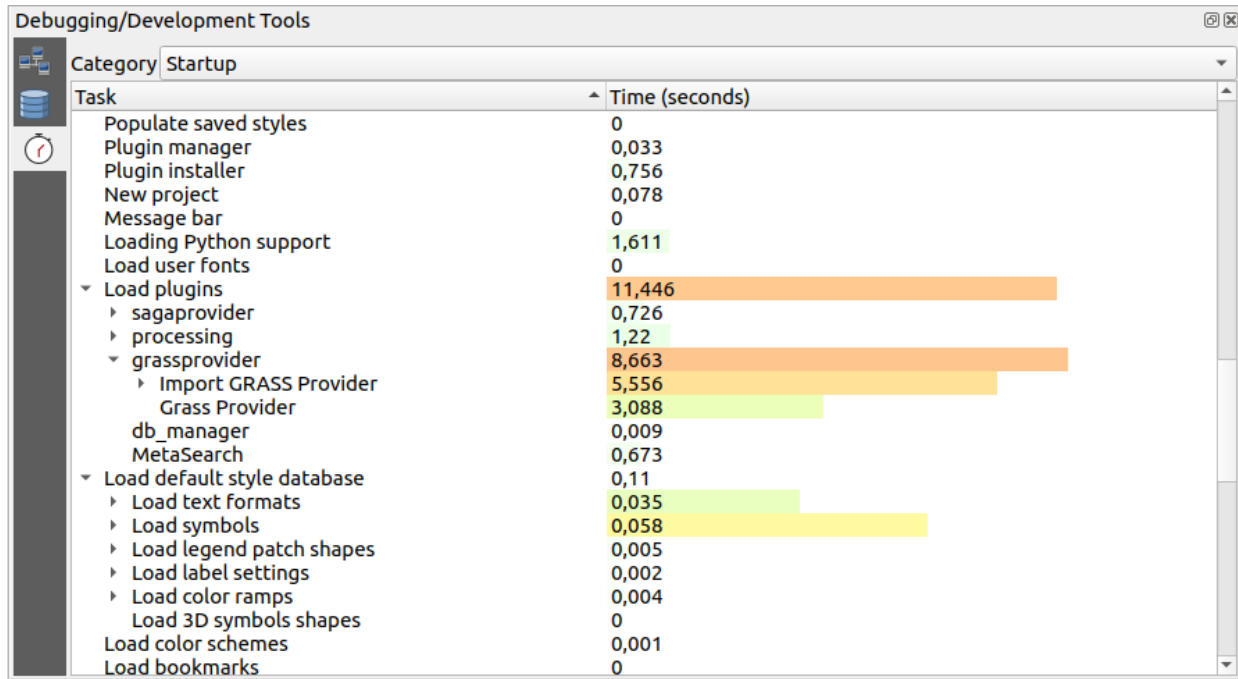 Debugging/Development Tools
Category Startup
Task Time (seconds)
Populate saved styles 0
Plugin manager 0,033
Plugin installer 0,756
New project 0,078
Message bar 0
Loading Python support 1,611
Load user fonts 0
Load plugins 11,446
sagaprovider 0,726
processing 1,22
grassprovider 8,663
Import GRASS Provider 5,556
Grass Provider 3,088
db_manager 0,009
MetaSearch 0,673
Load default style database 0,11
Load text formats 0,035
Load symbols 0,058
Load legend patch shapes 0,005
Load label settings 0,002
Load color ramps 0,004
Load 3D symbols shapes 0
Load color schemes 0,001
Load bookmarks 0